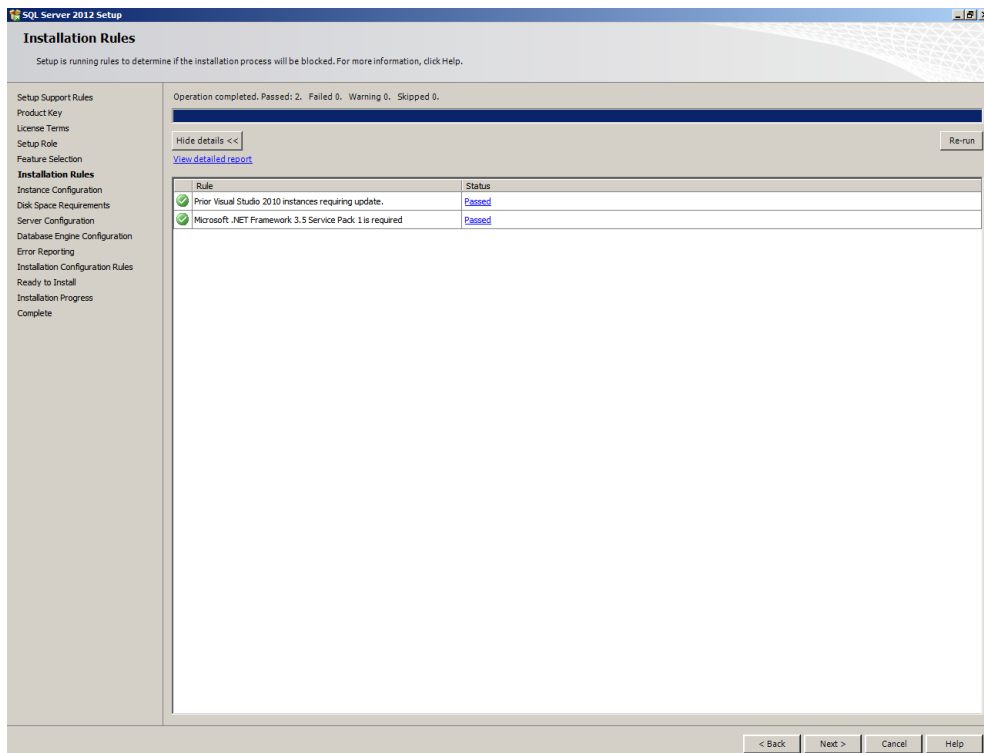 SQL Server 2012 Setup
Installation Rules
Setup is running rules to determine if the installation process will be blocked. For more information, click Help.
Setup Support Rules
Product Key
License Terms
Setup Role
Feature Selection
Installation Rules
Instance Configuration
Disk Space Requirements
Server Configuration
Database Engine Configuration
Error Reporting
Installation Configuration Rules
Ready to Install
Installation Progress
Complete
Operation completed. Passed: 2. Failed 0. Warning 0. Skipped 0.
Hide details <<
Re-run
View detailed report
Rule Status
Prior Visual Studio 2010 instances requiring update. Passed
Microsoft .NET Framework 3.5 Service Pack 1 is required Passed
< Back Next > Cancel Help